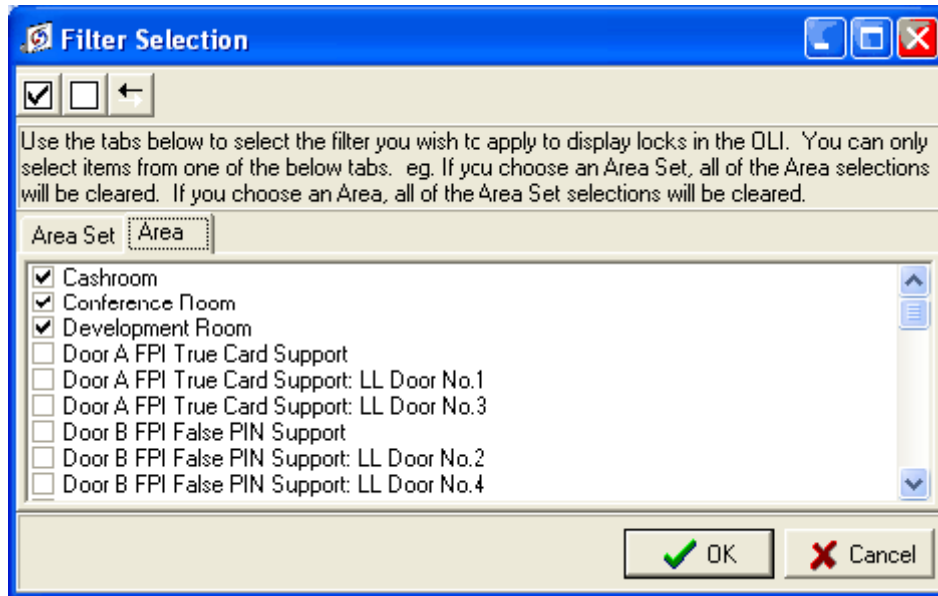 Filter Selection
Use the tabs below to select the filter you wish to apply to display locks in the OLI. You can only
select items from one of the below tabs. eg. If you choose an Area Set, all of the Area selections
will be cleared. If you choose an Area, all of the Area Set selections will be cleared.
Area Set Area
Cashroom
Conference Room
Development Room
Door A FPI True Card Support
Door A FPI True Card Support: LL Door No.1
Door A FPI True Card Support: LL Door No.3
Door B FPI False PIN Support
Door B FPI False PIN Support: LL Door No.2
Door B FPI False PIN Support: LL Door No.4
OK Cancel